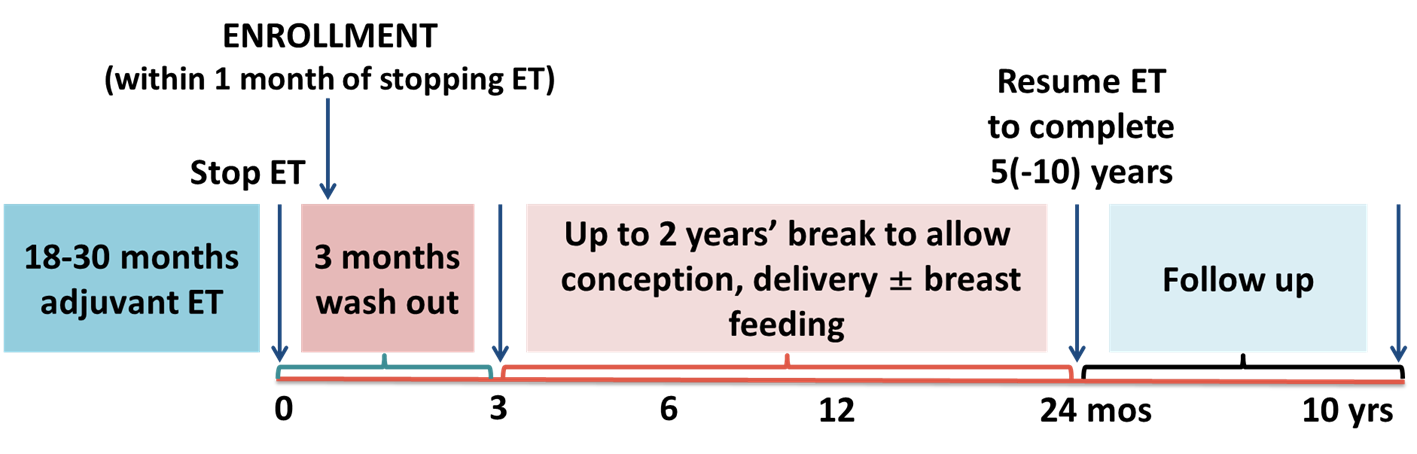 ENROLLMENT
(within 1 month of stopping ET)
Stop ET
Resume ET
to complete
5(-10) years
18-30 months
adjuvant ET
3 months
wash out
Up to 2 years’ break to allow
conception, delivery ± breast
feeding
Follow up
0 3 6 12 24 mos 10 yrs